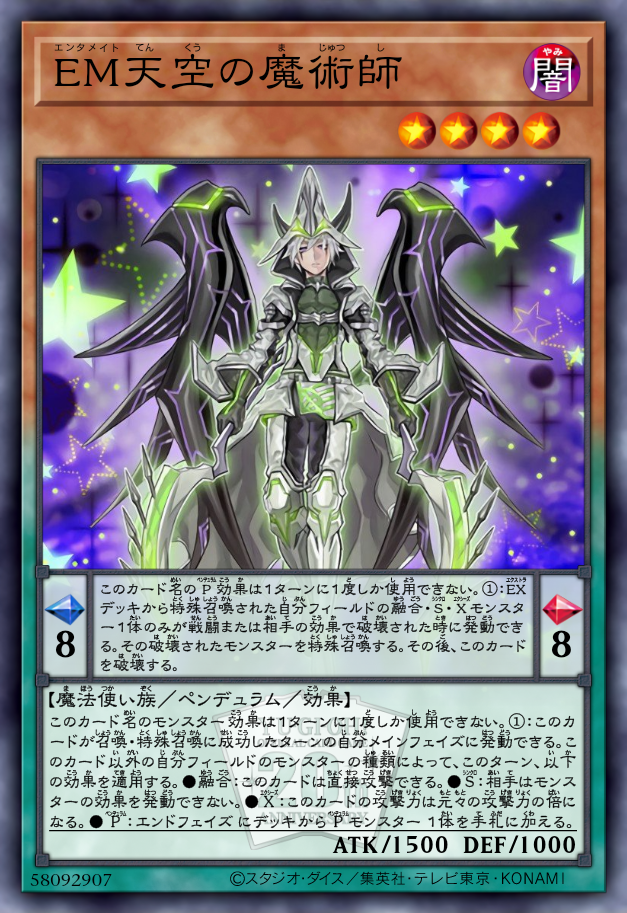 EM天空の魔術師
闇
このカード名のP効果は1ターンに1度しか使用できない。①:EX
デッキから特殊召喚された自分フィールドの融合・S・Xモンスタ
ー1体のみが戦闘または相手の効果で破壊された時に発動でき
る。その破壊されたモンスターを特殊召喚する。その後、このカード
を破壊する。
8
8
【魔法使い族/ペンデュラム/効果】
このカード名のモンスター効果は1ターンに1度しか使用できない。①:このカ
ードが召喚・特殊召喚に成功したターンの自分メインフェイズに発動できる。こ
のカード以外の自分フィールドのモンスターの種類によって、このターン、以下
の効果を適用する。●融合:このカードは直接攻撃できる。●S:相手はモンス
ターの効果を発動できない。●X:このカードの攻撃力は元々の攻撃力の倍に
なる。●P:エンドフェイズにデッキからPモンスター1体を手札に加える。
ATK/1500 DEF/1000
58092907
©スタジオ・ダイス/集英社・テレビ東京・KONAMI